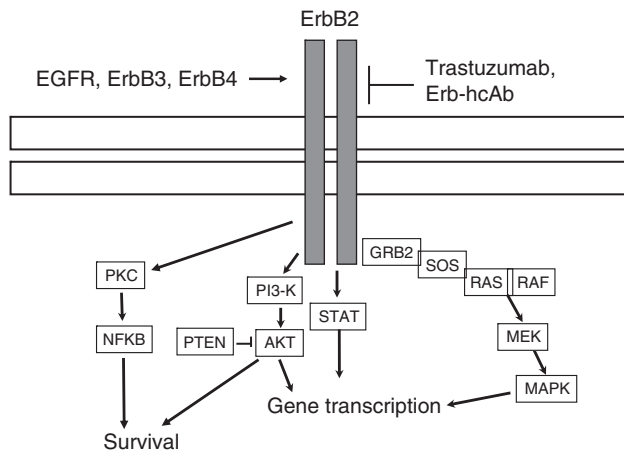 ErbB2
EGFR, ErbB3, ErbB4
Trastuzumab,
Erb-hcAb
GRB2
SOS
PKC
RAS
RAF
PI3-K
STAT
NFKB
PTEN
AKT
MEK
MAPK
Gene transcription
Survival